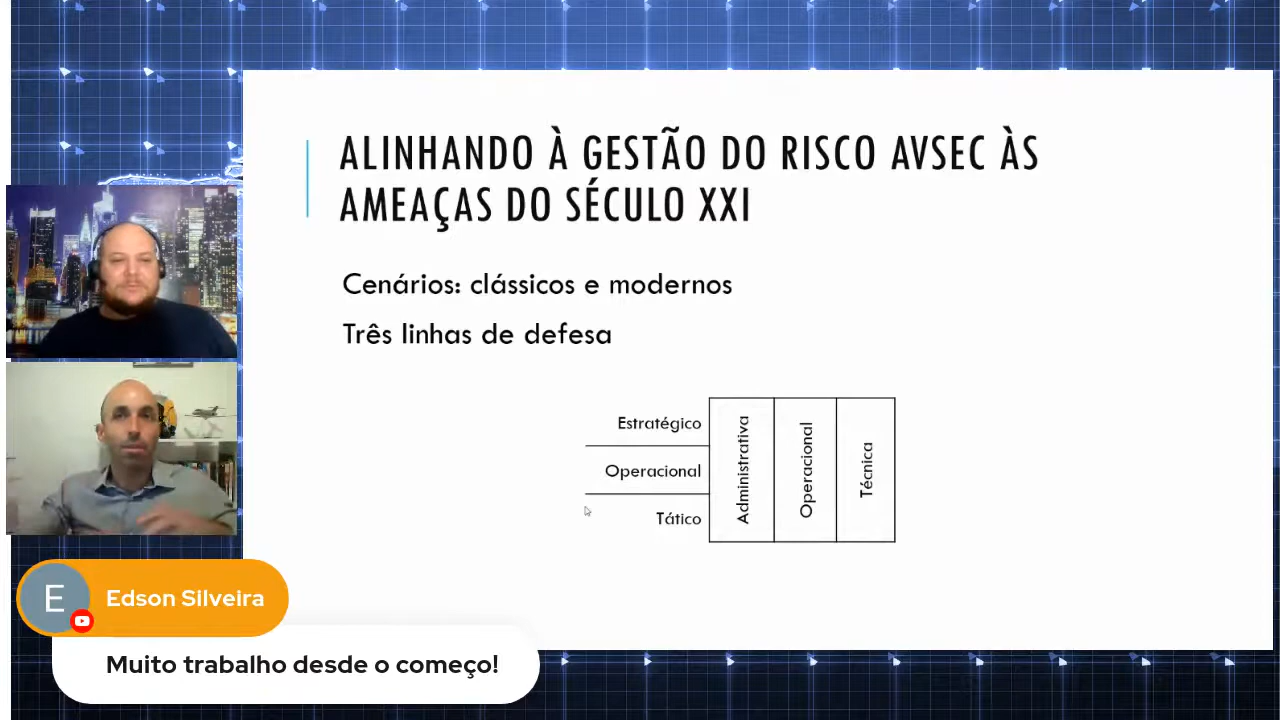 ALINHANDO À GESTÃO DO RISCO AVSEC ÀS
AMEAÇAS DO SÉCULO XXI
Cenários: clássicos e modernos
Três linhas de defesa
Estratégico
Operacional
Tático
Administrativa
Operacional
Técnica
E
Edson Silveira
Muito trabalho desde o começo!